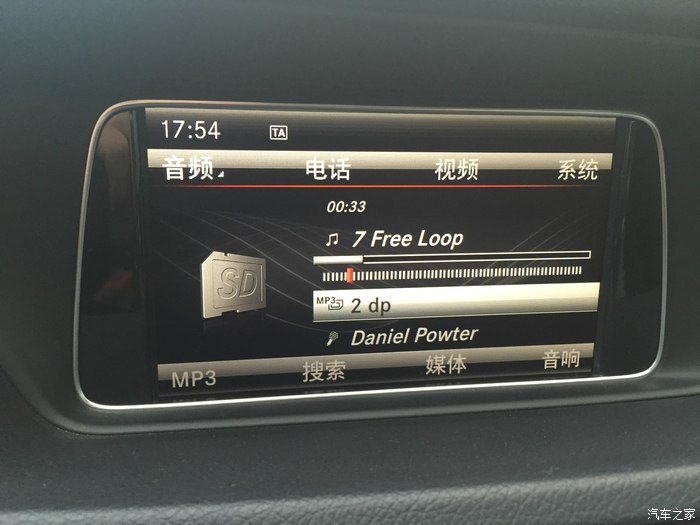 17:54 TA
音频 电话 视频 系统
00:33
7 Free Loop
SD
MP3 2 dp
Daniel Powter
MP3 搜索 媒体 音响
汽车之家